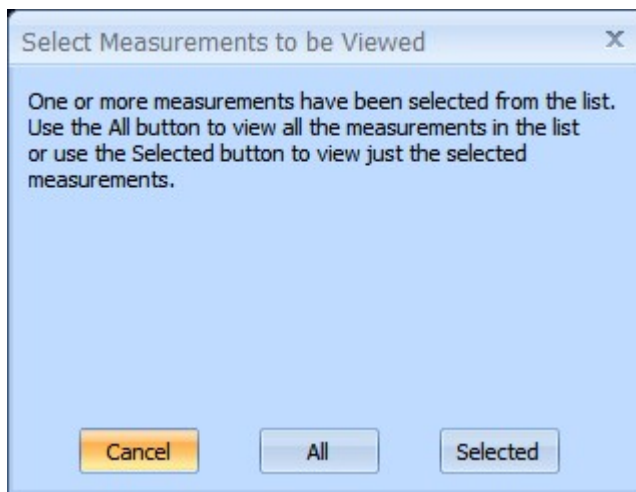 Select Measurements to be Viewed X
One or more measurements have been selected from the list.
Use the All button to view all the measurements in the list
or use the Selected button to view just the selected
measurements.
Cancel All Selected